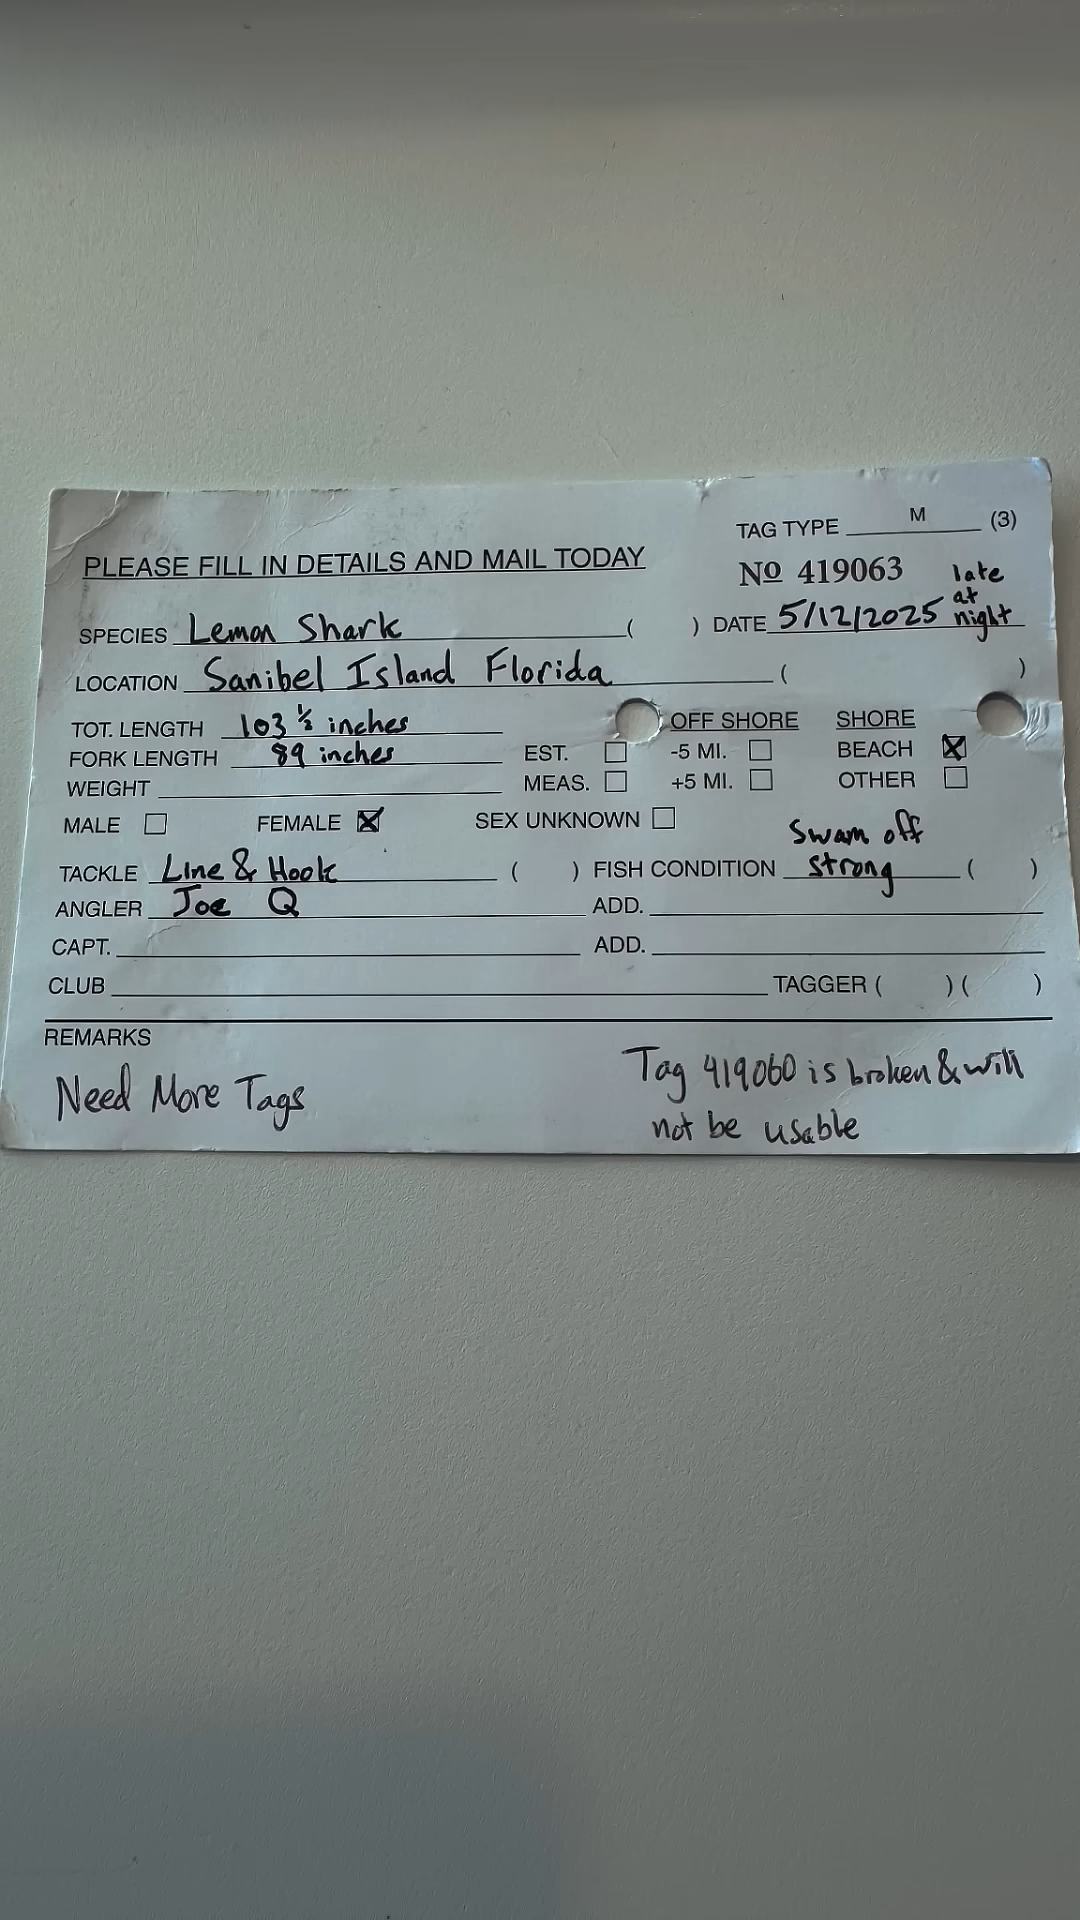 TAG TYPE M (3)
PLEASE FILL IN DETAILS AND MAIL TODAY
No 419063
SPECIES Lemon Shark ( ) DATE 5/12/2025 late at night
LOCATION Sanibel Island Florida ( )
TOT. LENGTH 103 ½ inches OFF SHORE SHORE
FORK LENGTH 89 inches EST. ☐ -5 MI. ☐ BEACH ☒
WEIGHT MEAS. ☐ +5 MI. ☐ OTHER ☐
MALE ☐ FEMALE ☒ SEX UNKNOWN ☐
TACKLE Line & Hook ( ) FISH CONDITION Swam off strong ( )
ANGLER Joe Q ADD.
CAPT. ADD.
CLUB TAGGER ( ) ( )
REMARKS
Need More Tags
Tag 419060 is broken & will
not be usable